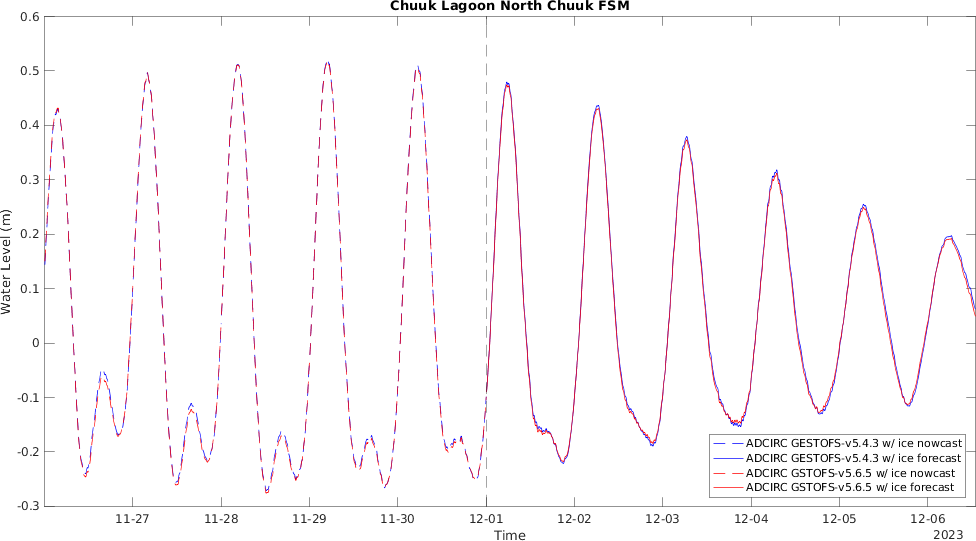 Chuuk Lagoon North Chuuk FSM
0.6
0.5
0.4
0.3
0.2
0.1
0
-0.1
-0.2
-0.3
Water Level (m)
11-27 11-28 11-29 11-30 12-01 12-02 12-03 12-04 12-05 12-06
Time
2023
ADCIRC GESTOFS-v5.4.3 w/ ice nowcast
ADCIRC GESTOFS-v5.4.3 w/ ice forecast
ADCIRC GSTOFS-v5.6.5 w/ ice nowcast
ADCIRC GSTOFS-v5.6.5 w/ ice forecast